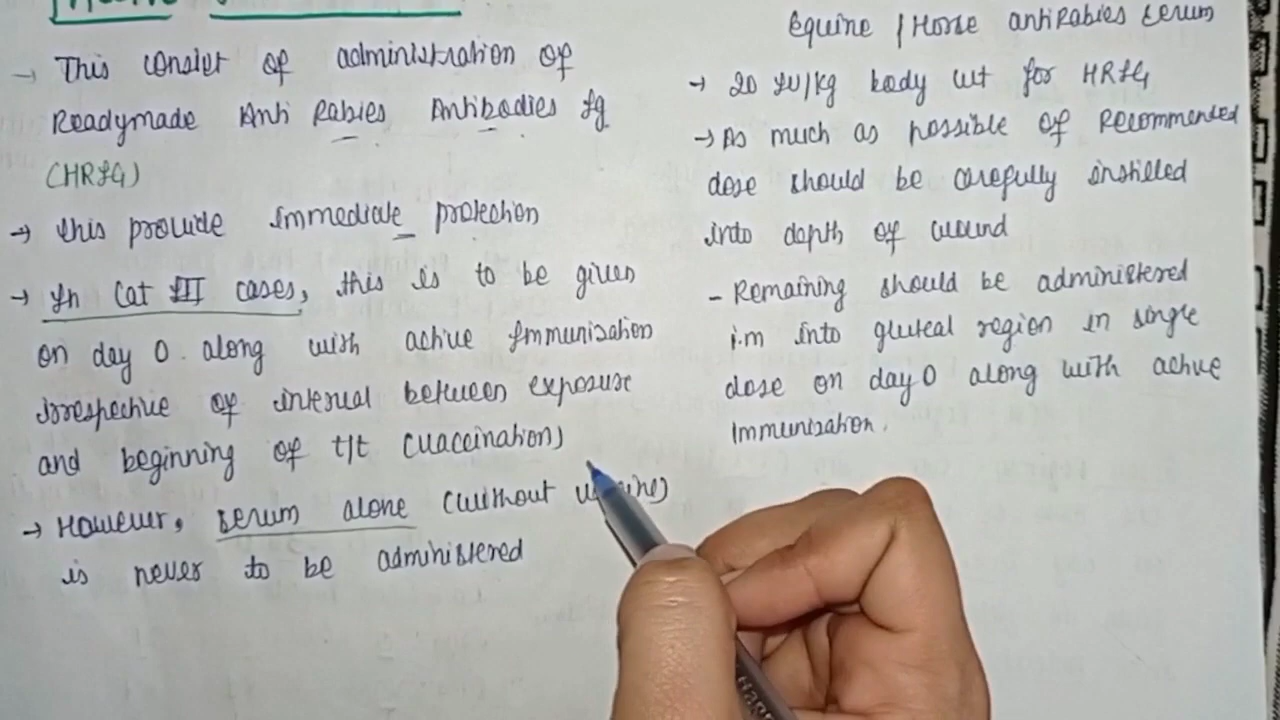 → This consist of administration of
Readymade Anti Rabies Antibodies Ig
(HRIG)
→ this provide immediate protection
→ In Cat III cases, this is to be given
on day 0 along with active Immunization
irrespective of interval between exposure
and beginning of t/t (vaccination)
→ However, serum alone (without
is never to be administered
Equine / Horse antiRabies serum
→ 20 IU/kg body wt for HRIG
→ As much as possible of Recommended
dose should be carefully instilled
into depth of wound
- Remaining should be administered
i.m into gluteal region in single
dose on day 0 along with active
Immunization.